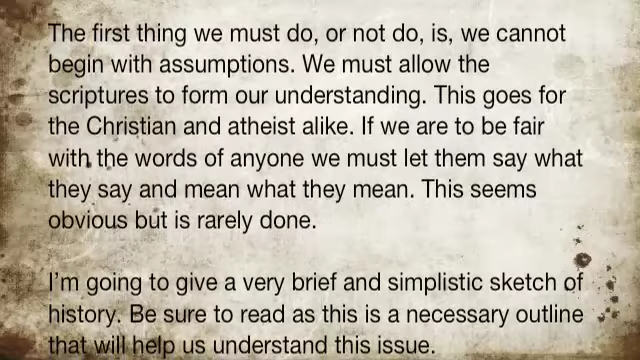 The first thing we must do, or not do, is, we cannot
begin with assumptions. We must allow the
scriptures to form our understanding. This goes for
the Christian and atheist alike. If we are to be fair
with the words of anyone we must let them say what
they say and mean what they mean. This seems
obvious but is rarely done.
I'm going to give a very brief and simplistic sketch of
history. Be sure to read as this is a necessary outline
that will help us understand this issue.